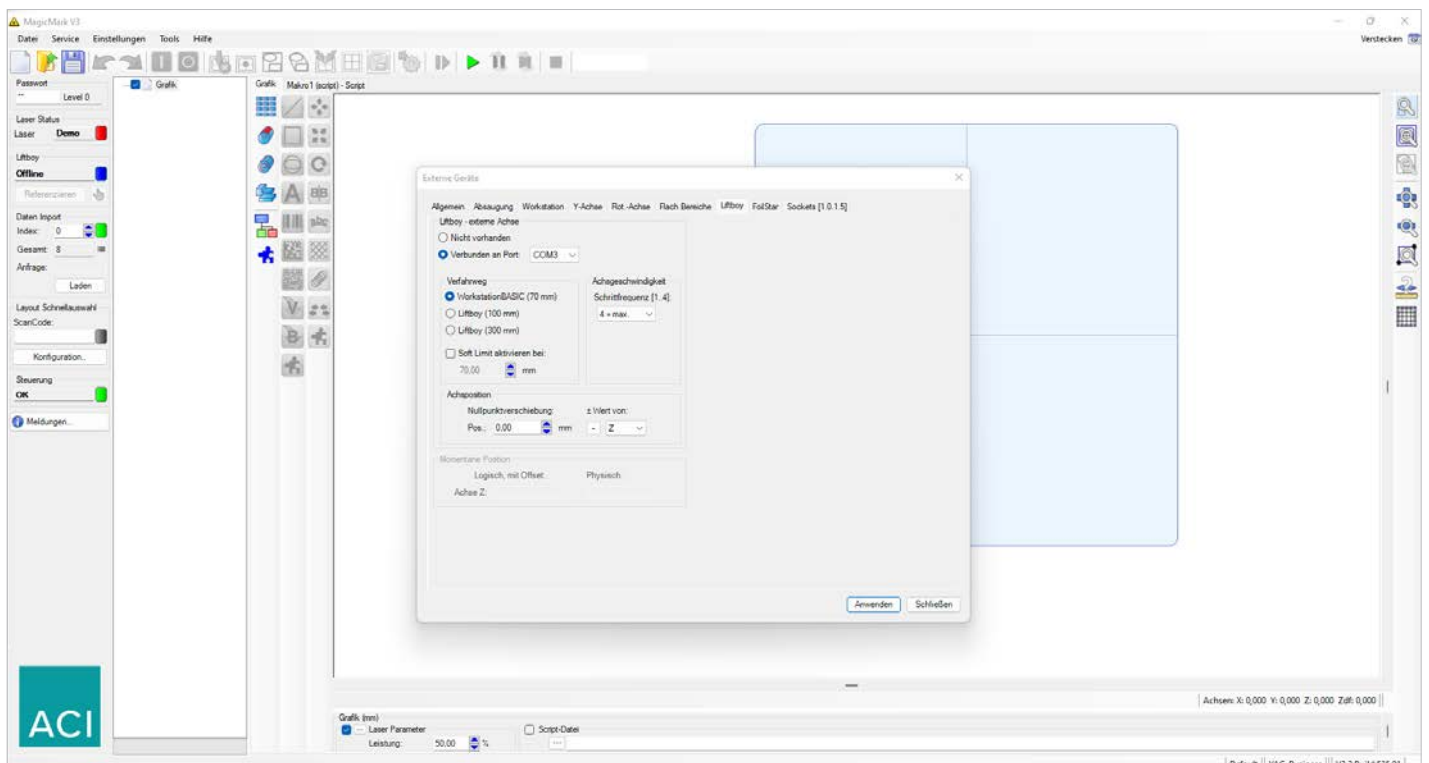 MagicMark V3
Datei Service Einstellungen Tools Hilfe
Verstecken
Passwort
Level 0
Laser Status
Laser Demo
Liftboy
Offline
Referenzieren
Daten Import
Index: 0
Gesamt: 8
Anfrage:
Laden
Layout Schnellauswahl
ScanCode:
Konfiguration..
Steuerung
OK
Meldungen...
Grafik
Grafik Makro1 (script) - Script
Externe Geräte
Allgemein Absaugung Workstation Y-Achse Rot.-Achse Flach Bereiche Liftboy FoilStar Sockets [1.0.1.5]
Liftboy - externe Achse
Nicht vorhanden
Verbunden an Port: COM3
Verfahrweg
WorkstationBASIC (70 mm)
Liftboy (100 mm)
Liftboy (300 mm)
Soft Limit aktivieren bei:
70.00 mm
Achsgeschwindigkeit
Schrittfrequenz [1..4]:
4 = max.
Achsposition
Nullpunktverschiebung: ± Wert von:
Pos.: 0.00 mm - Z
Momentane Position
Logisch, mit Offset: Physisch
Achse Z:
Anwenden Schließen
Achsen: X: 0,000 Y: 0,000 Z: 0,000 Zdf: 0,000
Grafik (mm)
Laser Parameter
Leistung: 50.00 %
Script-Datei
ACI